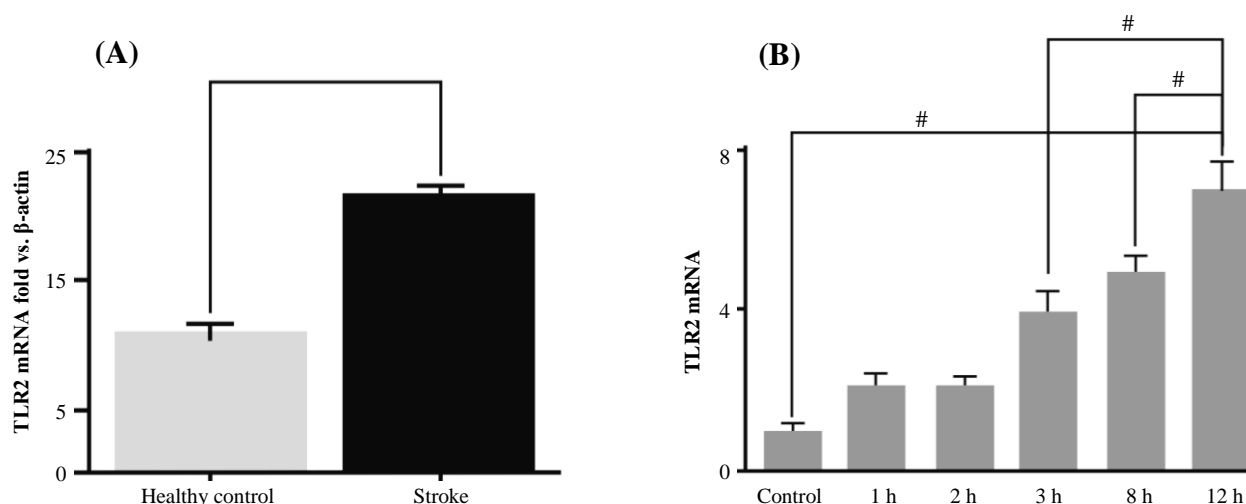 (A)
TLR2 mRNA fold vs. β-actin
25
15
5
0
Healthy control
Stroke
(B)
#
#
#
TLR2 mRNA
8
4
0
Control
1 h
2 h
3 h
8 h
12 h